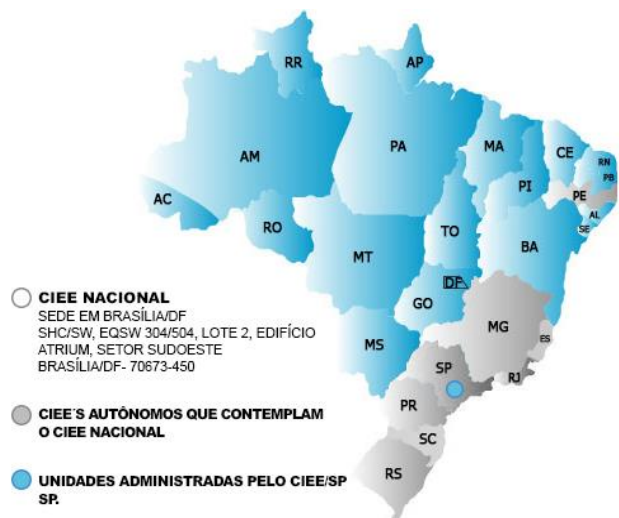 RR
AP
AM
PA
MA
CE
RN
PB
PI
PE
AL
SE
AC
RO
TO
BA
MT
DF
GO
MG
ES
MS
SP
RJ
PR
SC
RS
CIEE NACIONAL
SEDE EM BRASÍLIA/DF
SHC/SW, EQSW 304/504, LOTE 2, EDIFÍCIO
ATRIUM, SETOR SUDOESTE
BRASÍLIA/DF- 70673-450
CIEE´S AUTÔNOMOS QUE CONTEMPLAM
O CIEE NACIONAL
UNIDADES ADMINISTRADAS PELO CIEE/SP
SP.